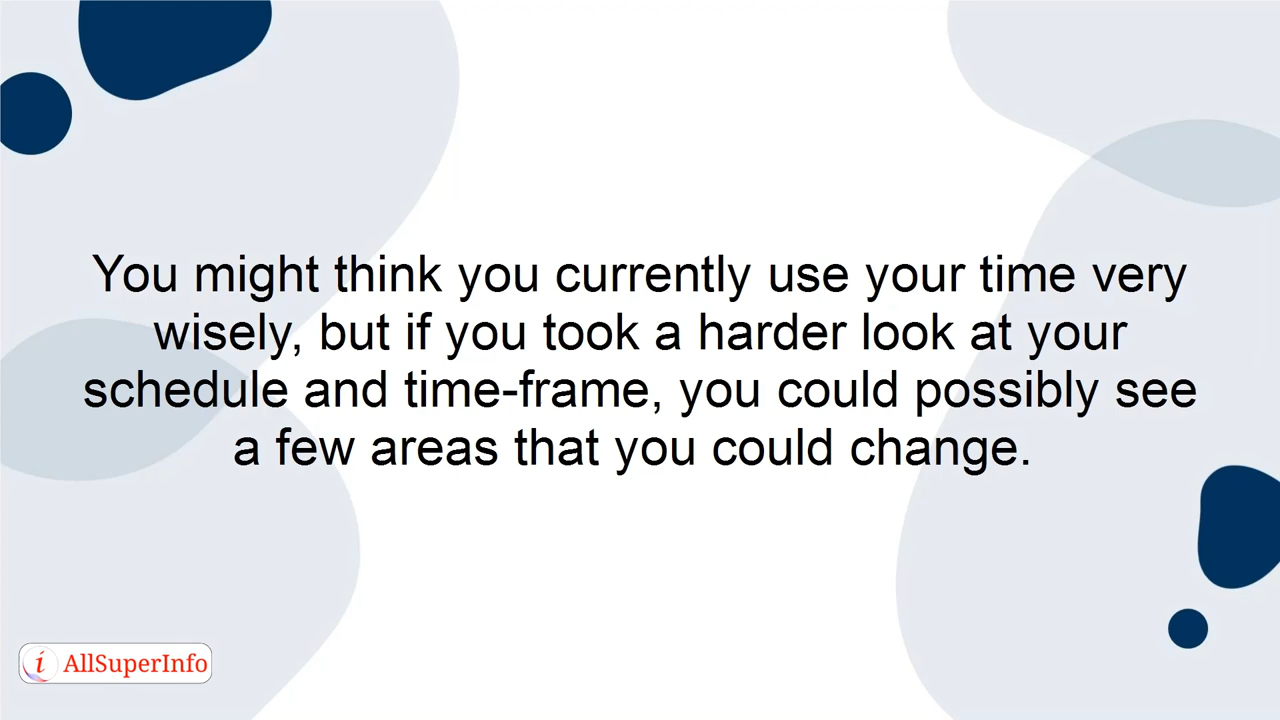 You might think you currently use your time very
wisely, but if you took a harder look at your
schedule and time-frame, you could possibly see
a few areas that you could change.
i AllSuperInfo